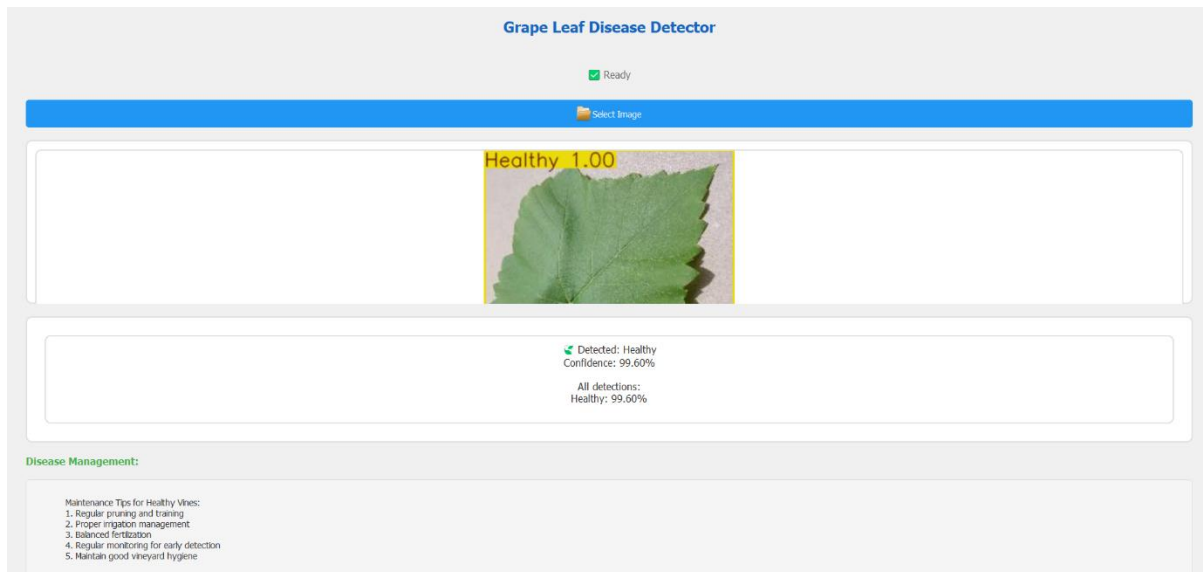 Grape Leaf Disease Detector
Ready
Select Image
Healthy 1.00
Detected: Healthy
Confidence: 99.60%
All detections:
Healthy: 99.60%
Disease Management:
Maintenance Tips for Healthy Vines:
1. Regular pruning and training
2. Proper irrigation management
3. Balanced fertilization
4. Regular monitoring for early detection
5. Maintain good vineyard hygiene